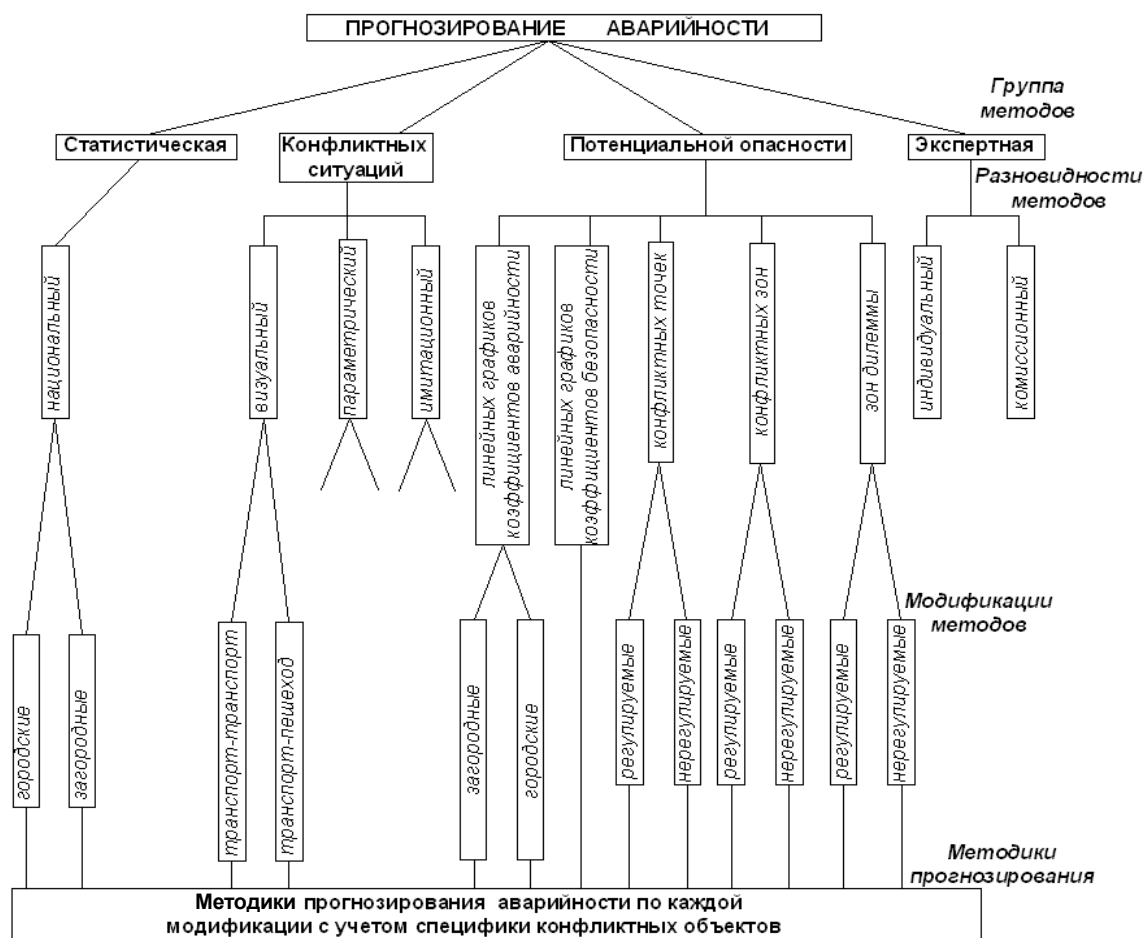 ПРОГНОЗИРОВАНИЕ АВАРИЙНОСТИ
Группа
методов
Статистическая
Конфликтных
ситуаций
Потенциальной опасности
Экспертная
Разновидности
методов
национальный
визуальный
параметрический
имитационный
линейных графиков
коэффициентов аварийности
линейных графиков
коэффициентов безопасности
конфликтных точек
конфликтных зон
зон дилеммы
индивидуальный
комиссионный
Модификации
методов
городские
загородные
транспорт-транспорт
транспорт-пешеход
загородные
городские
регулируемые
нерегулируемые
регулируемые
нерегулируемые
регулируемые
нерегулируемые
Методики
прогнозирования
Методики прогнозирования аварийности по каждой
модификации с учетом специфики конфликтных объектов